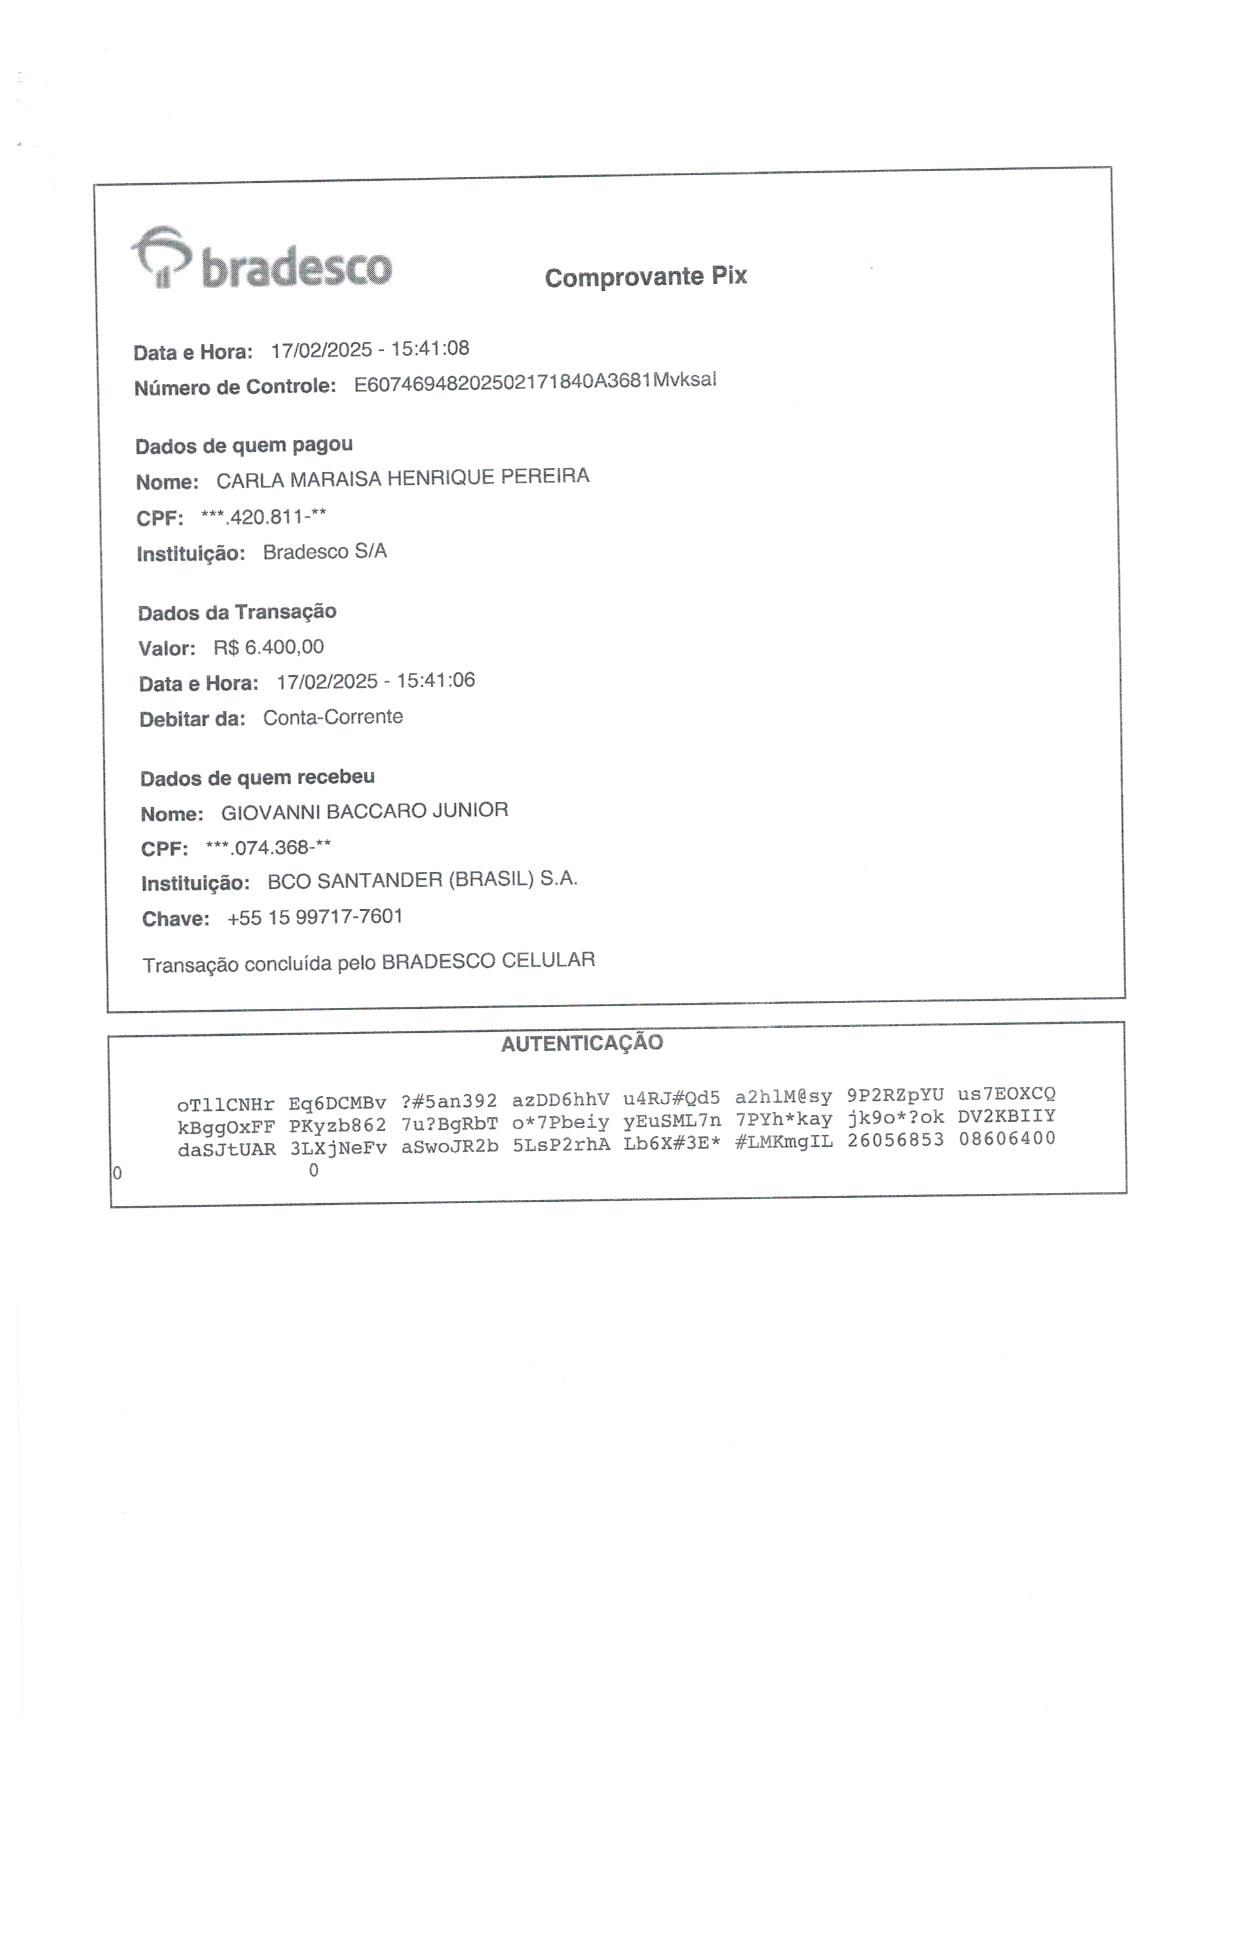 bradesco
Comprovante Pix
Data e Hora: 17/02/2025 - 15:41:08
Número de Controle: E60746948202502171840A3681Mvksal
Dados de quem pagou
Nome: CARLA MARAISA HENRIQUE PEREIRA
CPF: ***.420.811-**
Instituição: Bradesco S/A
Dados da Transação
Valor: R$ 6.400,00
Data e Hora: 17/02/2025 - 15:41:06
Debitar da: Conta-Corrente
Dados de quem recebeu
Nome: GIOVANNI BACCARO JUNIOR
CPF: ***.074.368-**
Instituição: BCO SANTANDER (BRASIL) S.A.
Chave: +55 15 99717-7601
Transação concluída pelo BRADESCO CELULAR
AUTENTICAÇÃO
oTllCNHr Eq6DCMBv ?#5an392 azDD6hhV u4RJ#Qd5 a2hlM@sy 9P2RZpYU us7EOXCQ
kBggOxFF PKyzb862 7u?BgRbT o*7Pbeiy yEuSML7n 7PYh*kay jk9o*?ok DV2KBIIY
daSJtUAR 3LXjNeFv aSwoJR2b 5LsP2rhA Lb6X#3E* #LMKmgIL 26056853 08606400
0 0